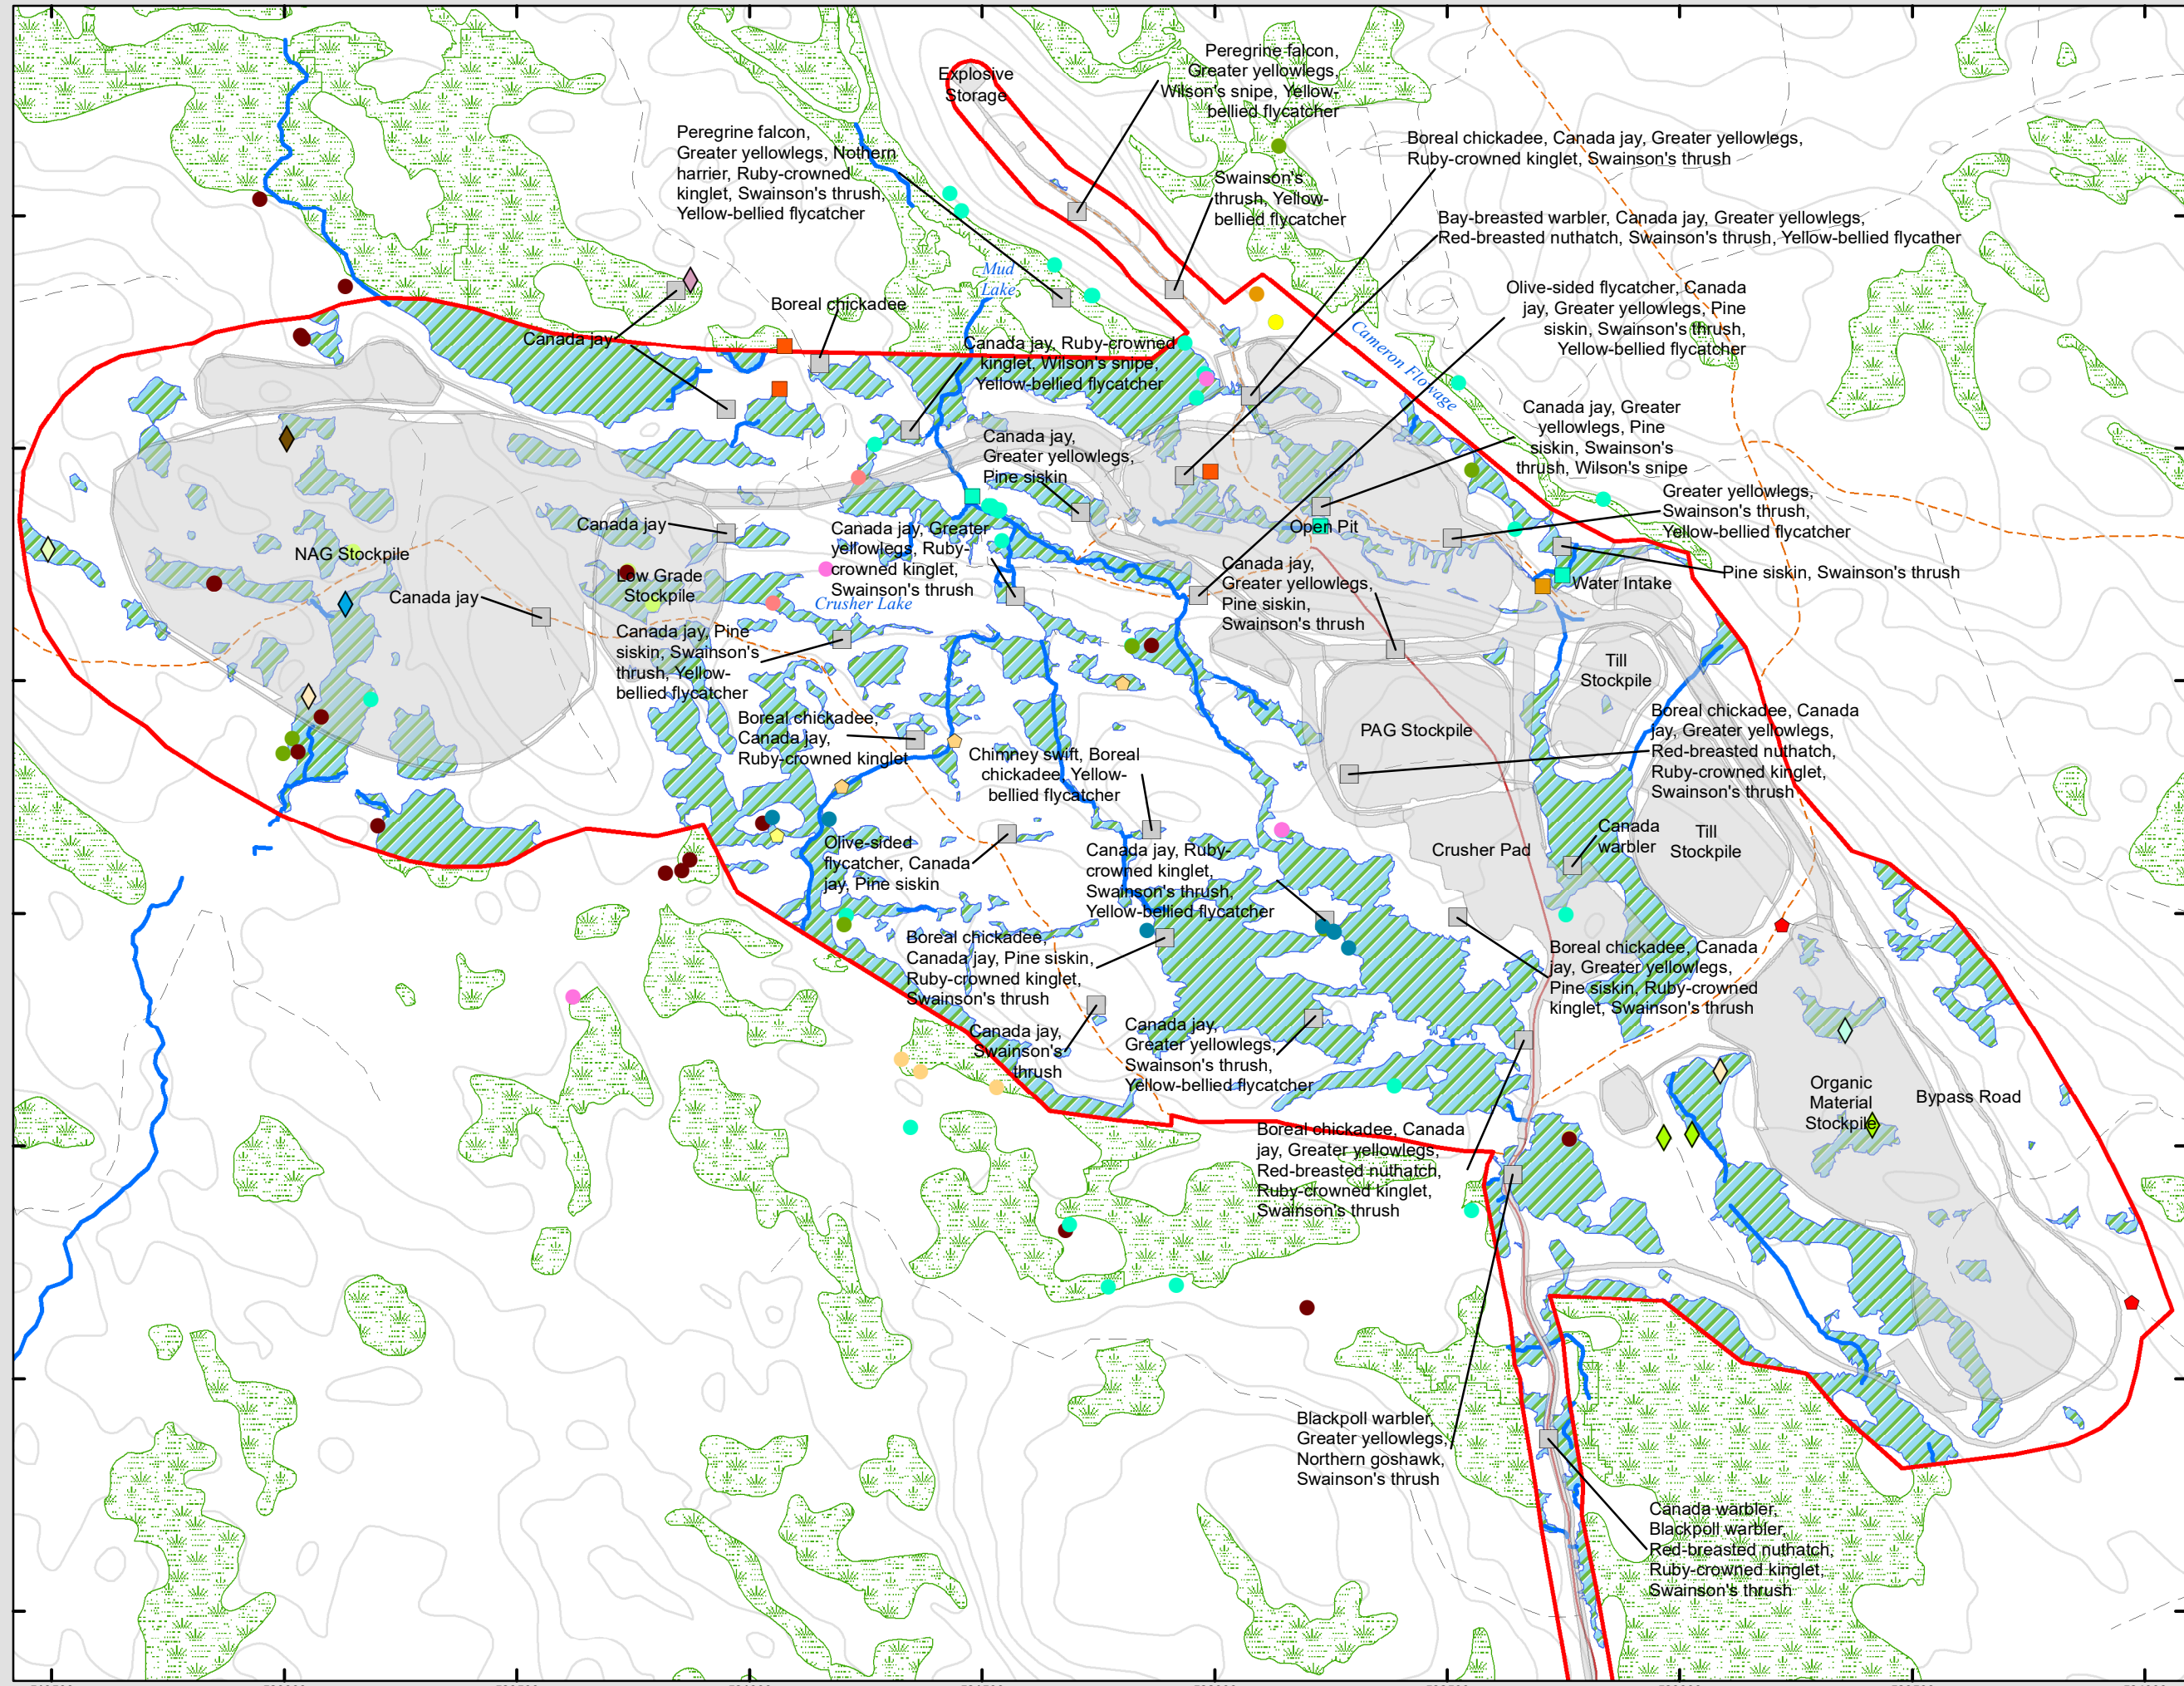 Explosive
Storage
Peregrine falcon,
Greater yellowlegs,
Wilson's snipe, Yellow-
bellied flycatcher
Peregrine falcon,
Greater yellowlegs, Nothern
harrier, Ruby-crowned
kinglet, Swainson's thrush,
Yellow-bellied flycatcher
Boreal chickadee, Canada jay, Greater yellowlegs,
Ruby-crowned kinglet, Swainson's thrush
Swainson's
thrush, Yellow-
bellied flycatcher
Bay-breasted warbler, Canada jay, Greater yellowlegs,
Red-breasted nuthatch, Swainson's thrush, Yellow-bellied flycather
Mud
Lake
Olive-sided flycatcher, Canada
jay, Greater yellowlegs, Pine
siskin, Swainson's thrush,
Yellow-bellied flycatcher
Boreal chickadee
Canada jay
Canada jay, Ruby-crowned
kinglet, Wilson's snipe,
Yellow-bellied flycatcher
Cameron Flowage
Canada jay, Greater
yellowlegs, Pine
siskin, Swainson's
thrush, Wilson's snipe
Canada jay,
Greater yellowlegs,
Pine siskin
Greater yellowlegs,
Swainson's thrush,
Yellow-bellied flycatcher
Canada jay
Canada jay, Greater
yellowlegs, Ruby-
crowned kinglet,
Swainson's thrush
Open Pit
NAG Stockpile
Low Grade
Stockpile
Canada jay,
Greater yellowlegs,
Pine siskin,
Swainson's thrush
Water Intake
Pine siskin, Swainson's thrush
Canada jay
Crusher Lake
Canada jay, Pine
siskin, Swainson's
thrush, Yellow-
bellied flycatcher
Till
Stockpile
Boreal chickadee,
Canada jay,
Ruby-crowned kinglet
PAG Stockpile
Boreal chickadee, Canada
jay, Greater yellowlegs,
Red-breasted nuthatch,
Ruby-crowned kinglet,
Swainson's thrush
Chimney swift, Boreal
chickadee, Yellow-
bellied flycatcher
Canada
warbler
Till
Stockpile
Olive-sided
flycatcher, Canada
jay, Pine siskin
Canada jay, Ruby-
crowned kinglet,
Swainson's thrush,
Yellow-bellied flycatcher
Crusher Pad
Boreal chickadee,
Canada jay, Pine siskin,
Ruby-crowned kinglet,
Swainson's thrush
Boreal chickadee, Canada
jay, Greater yellowlegs,
Pine siskin, Ruby-crowned
kinglet, Swainson's thrush
Canada jay,
Swainson's
thrush
Canada jay,
Greater yellowlegs,
Swainson's thrush,
Yellow-bellied flycatcher
Organic
Material
Stockpile
Bypass Road
Boreal chickadee, Canada
jay, Greater yellowlegs,
Red-breasted nuthatch,
Ruby-crowned kinglet,
Swainson's thrush
Blackpoll warbler,
Greater yellowlegs,
Northern goshawk,
Swainson's thrush
Canada warbler,
Blackpoll warbler,
Red-breasted nuthatch,
Ruby-crowned kinglet,
Swainson's thrush